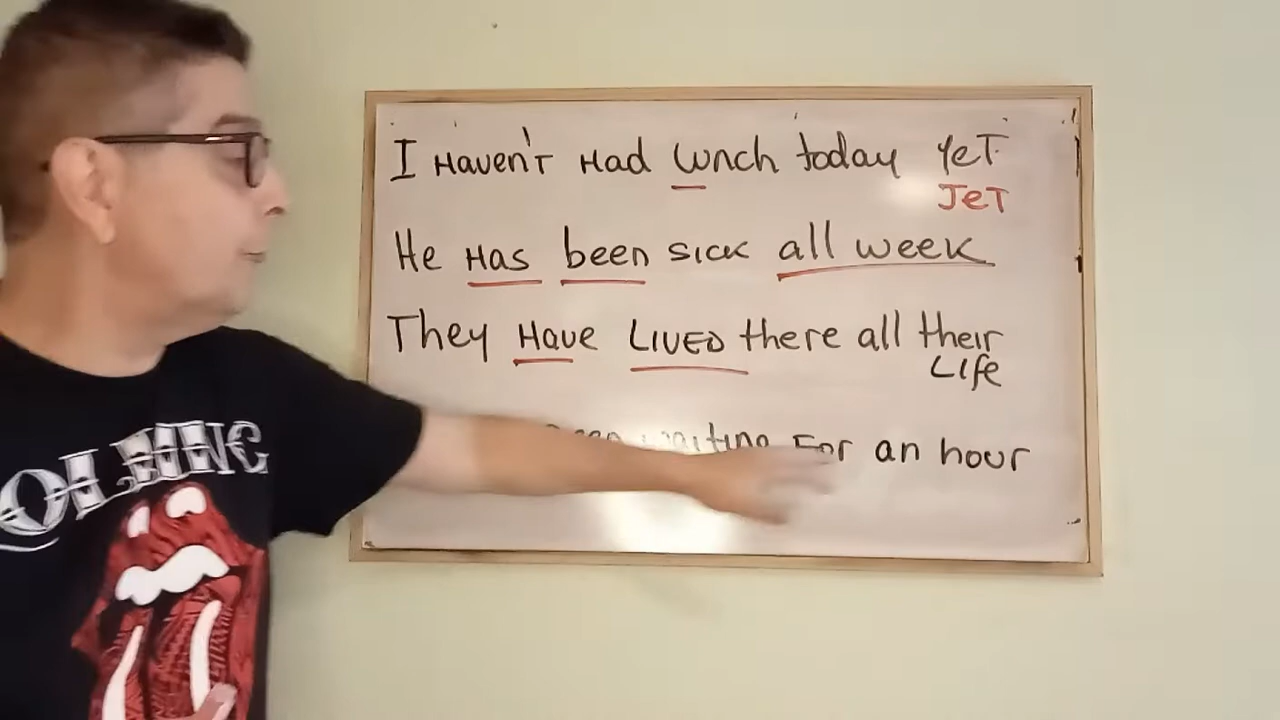 I HAVEN'T HAD Lunch today YeT
JeT
He HAS been sick all week
They HAVE LIVED there all their
LIfe
waiting For an hour